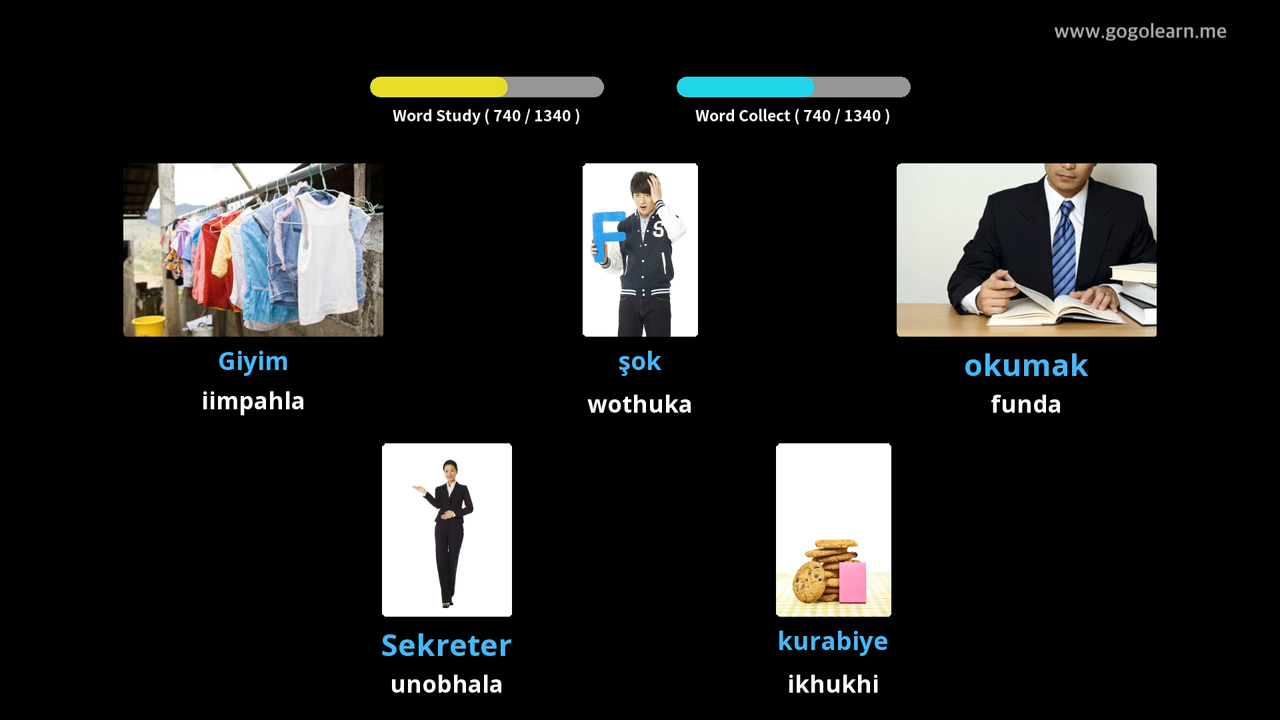 www.gogolearn.me
Word Study ( 740 / 1340 )
Word Collect ( 740 / 1340 )
F
S
Giyim
şok
okumak
iimpahla
wothuka
funda
Sekreter
kurabiye
unobhala
ikhukhi